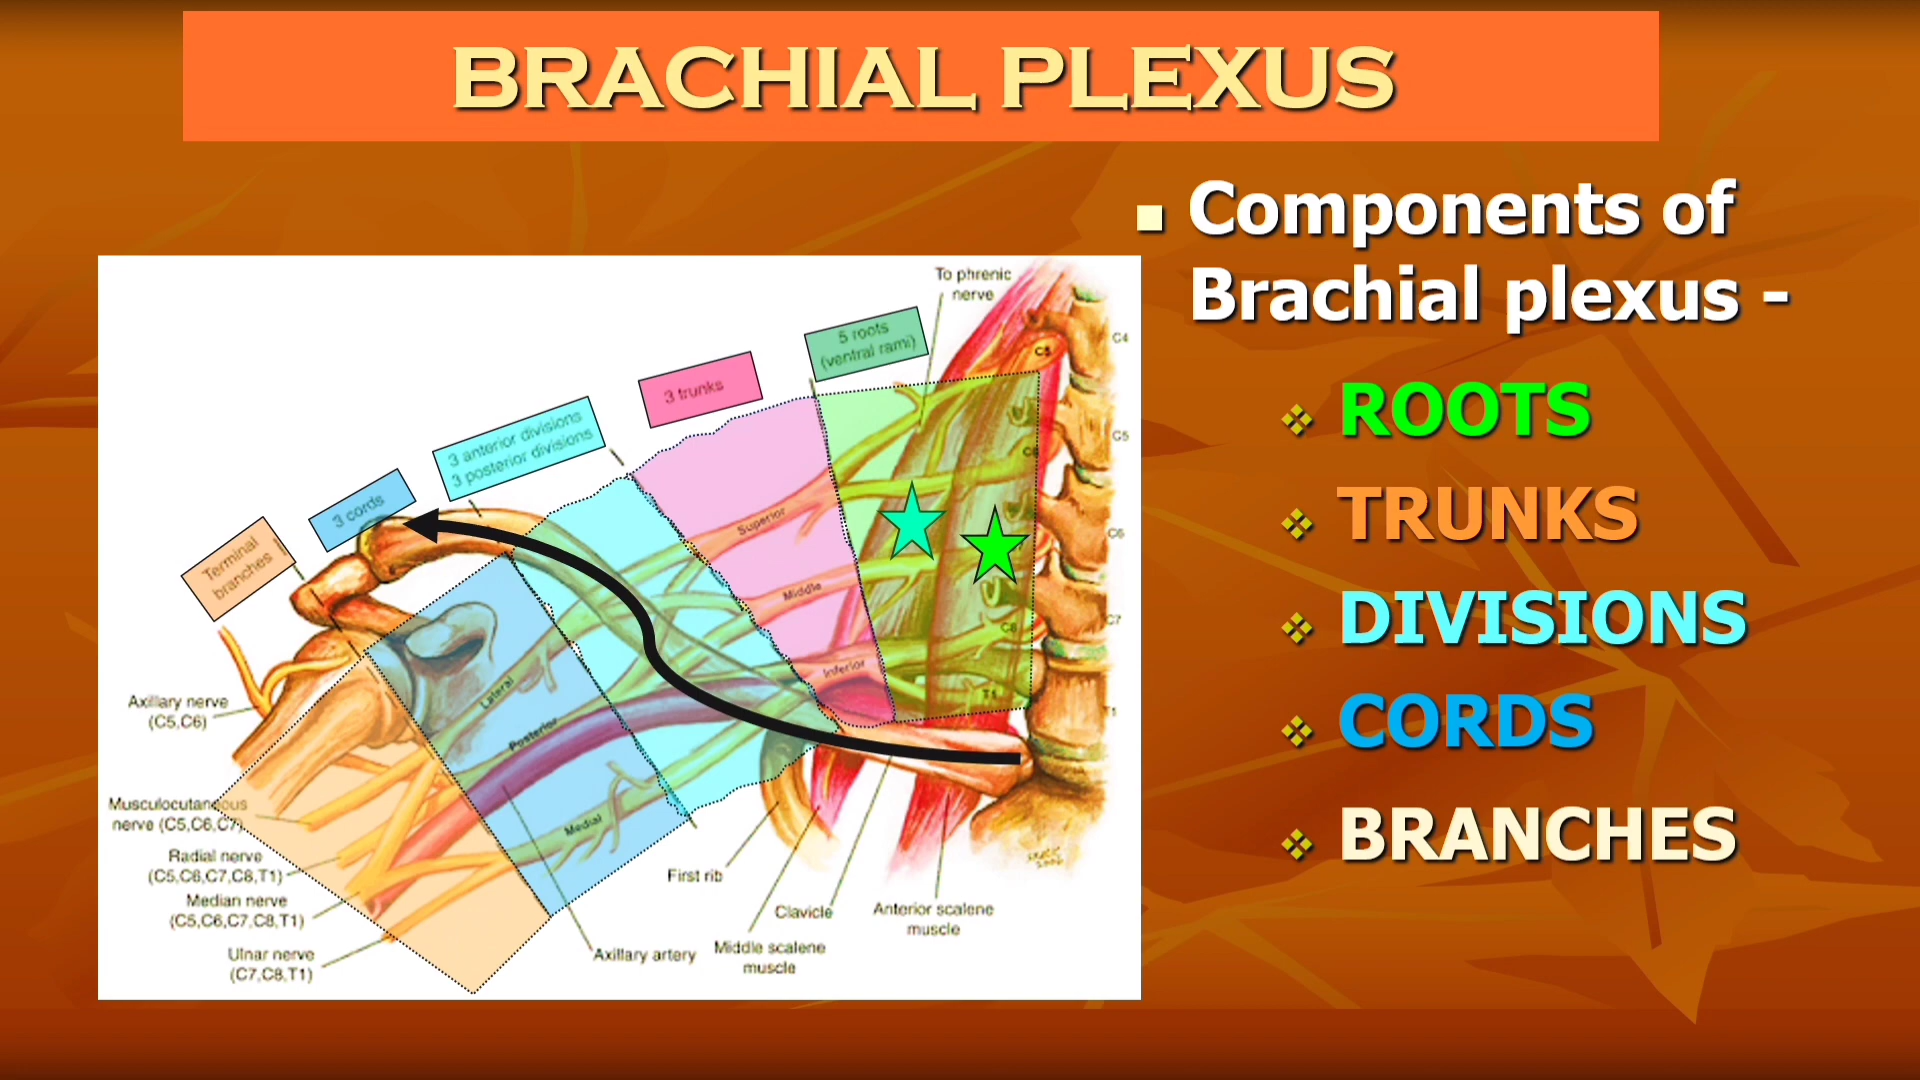 BRACHIAL PLEXUS
Components of
Brachial plexus -
ROOTS
TRUNKS
DIVISIONS
CORDS
BRANCHES
To phrenic
nerve
5 roots
(ventral rami)
3 trunks
3 anterior divisions
3 posterior divisions
3 cords
Terminal
branches
C5
C6
C8
T1
C4
C5
C6
C7
T1
Superior
Middle
Inferior
Lateral
Posterior
Medial
Axillary nerve
(C5,C6)
Musculocutaneous
nerve (C5,C6,C7)
Radial nerve
(C5,C6,C7,C8,T1)
Median nerve
(C5,C6,C7,C8,T1)
Ulnar nerve
(C7,C8,T1)
Axillary artery
First rib
Clavicle
Middle scalene
muscle
Anterior scalene
muscle